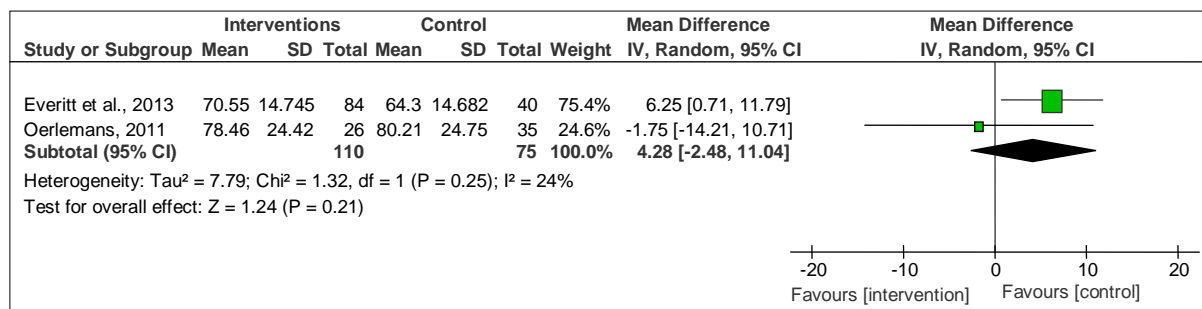 Interventions Control Mean Difference Mean Difference
Study or Subgroup Mean SD Total Mean SD Total Weight IV, Random, 95% CI IV, Random, 95% CI
Everitt et al., 2013 70.55 14.745 84 64.3 14.682 40 75.4% 6.25 [0.71, 11.79]
Oerlemans, 2011 78.46 24.42 26 80.21 24.75 35 24.6% -1.75 [-14.21, 10.71]
Subtotal (95% CI) 110 75 100.0% 4.28 [-2.48, 11.04]
Heterogeneity: Tau² = 7.79; Chi² = 1.32, df = 1 (P = 0.25); I² = 24%
Test for overall effect: Z = 1.24 (P = 0.21)
-20 -10 0 10 20
Favours [intervention] Favours [control]